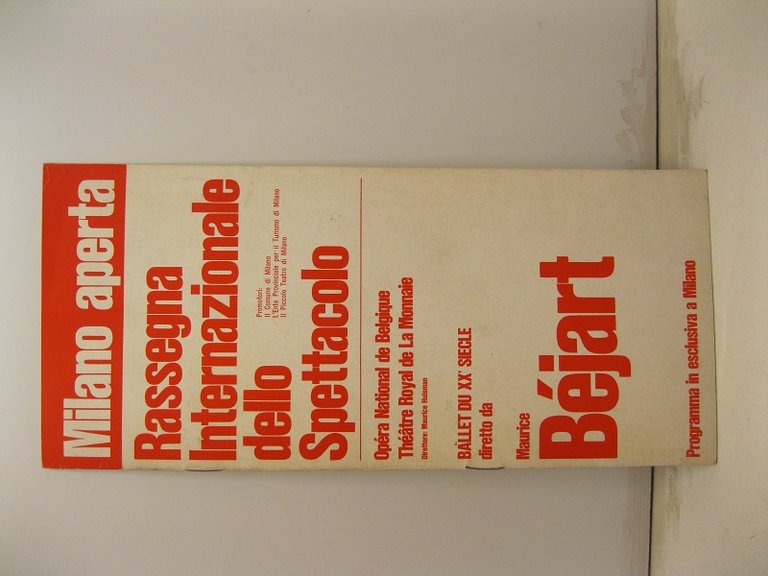 Milano aperta
Rassegna
Internazionale
dello
Spettacolo
Promotori:
Il Comune di Milano
L'Ente Provinciale per il Turismo di Milano
Il Piccolo Teatro di Milano
Opéra National de Belgique
Théâtre Royal de La Monnaie
Direttore: Maurice Huisman
BALLET DU XXe SIECLE
diretto da
Maurice
Béjart
Programma in esclusiva a Milano